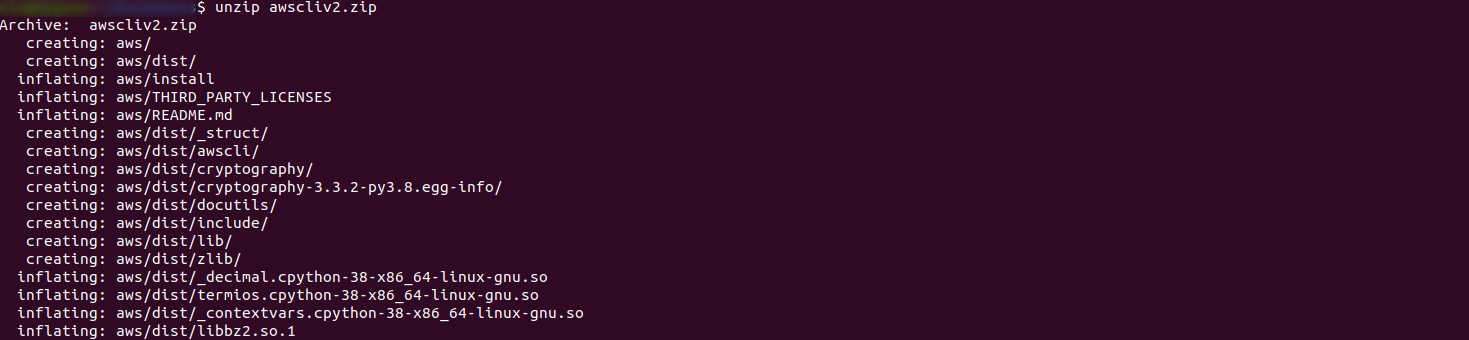 $ unzip awscliv2.zip
Archive:  awscliv2.zip
   creating: aws/
   creating: aws/dist/
  inflating: aws/install
  inflating: aws/THIRD_PARTY_LICENSES
  inflating: aws/README.md
   creating: aws/dist/_struct/
   creating: aws/dist/awscli/
   creating: aws/dist/cryptography/
   creating: aws/dist/cryptography-3.3.2-py3.8.egg-info/
   creating: aws/dist/docutils/
   creating: aws/dist/include/
   creating: aws/dist/lib/
   creating: aws/dist/zlib/
  inflating: aws/dist/_decimal.cpython-38-x86_64-linux-gnu.so
  inflating: aws/dist/termios.cpython-38-x86_64-linux-gnu.so
  inflating: aws/dist/_contextvars.cpython-38-x86_64-linux-gnu.so
  inflating: aws/dist/libbz2.so.1